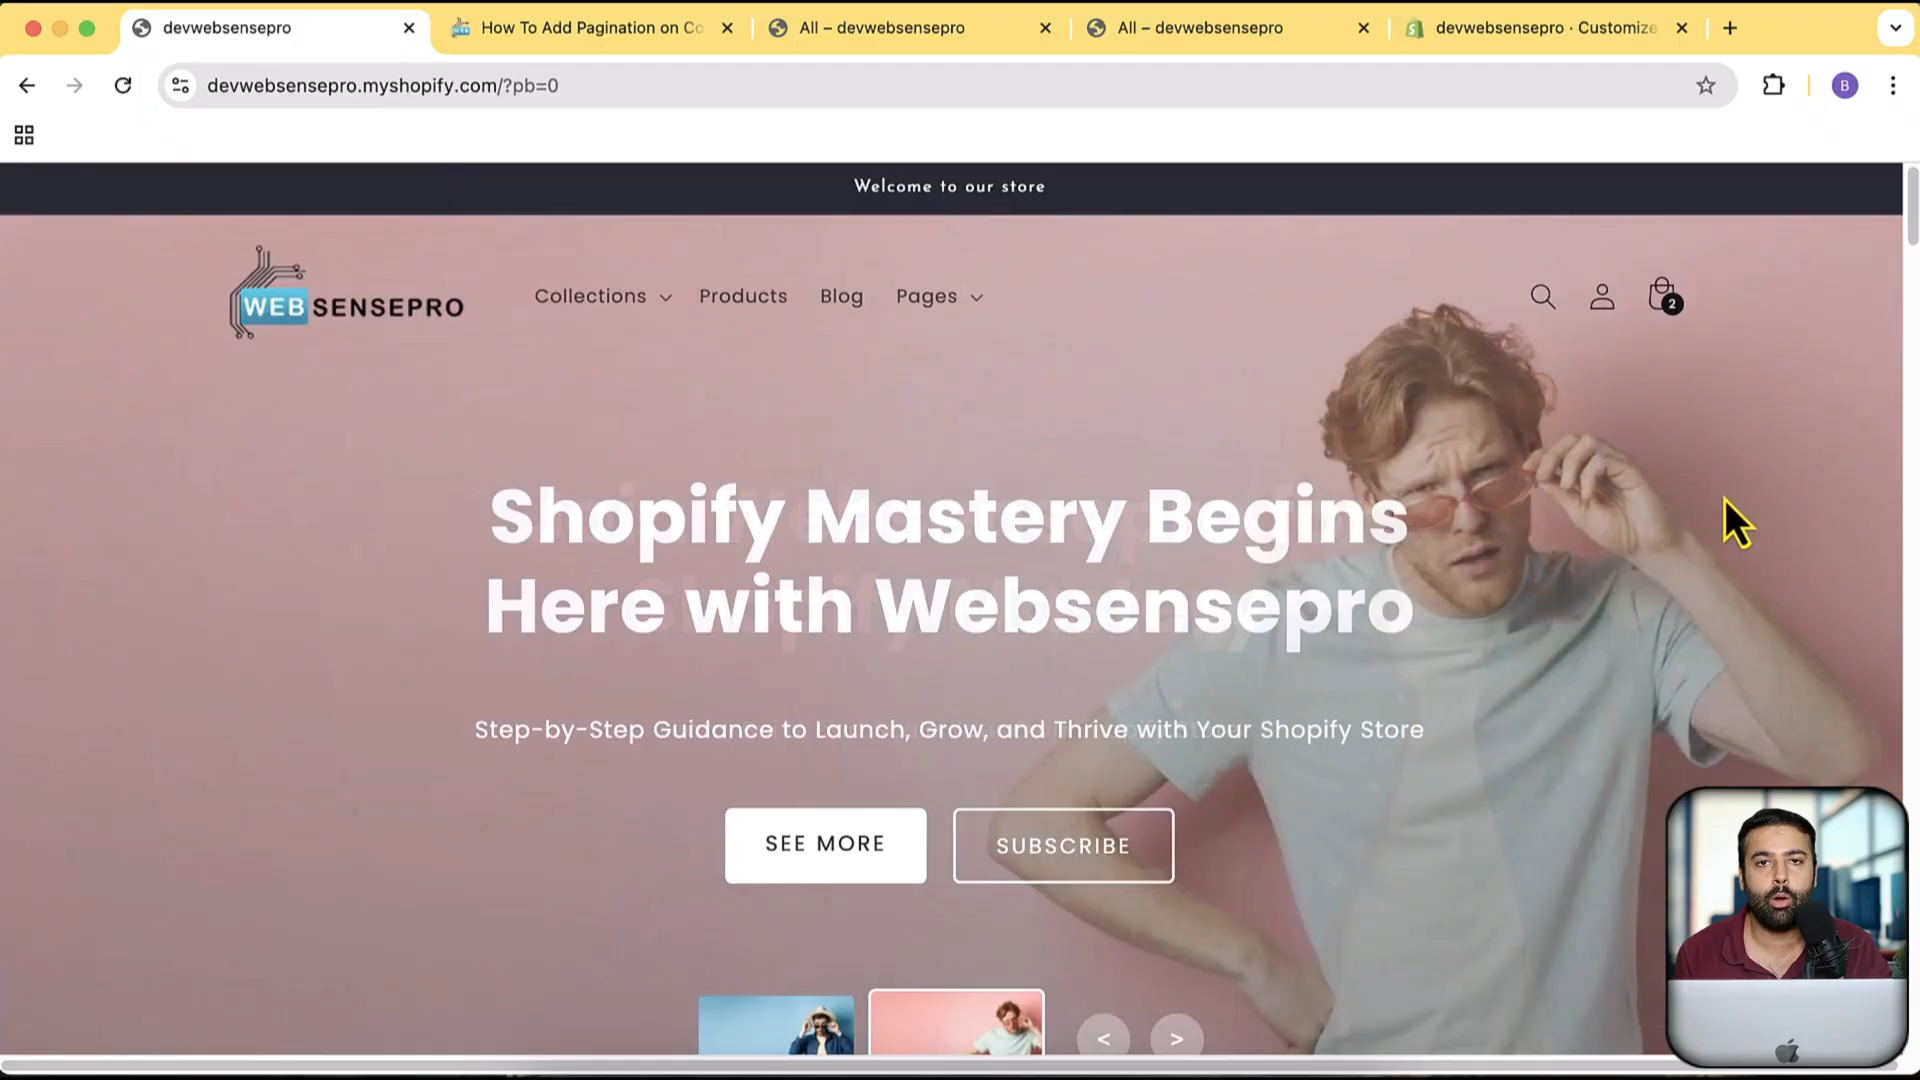 devwebsensepro
How To Add Pagination on Co
All – devwebsensepro
All – devwebsensepro
devwebsensepro · Customize
devwebsensepro.myshopify.com/?pb=0
B
Welcome to our store
WEBSENSEPRO
Collections
Products
Blog
Pages
2
Shopify Mastery Begins
Here with Websensepro
Step-by-Step Guidance to Launch, Grow, and Thrive with Your Shopify Store
SEE MORE
SUBSCRIBE
< >